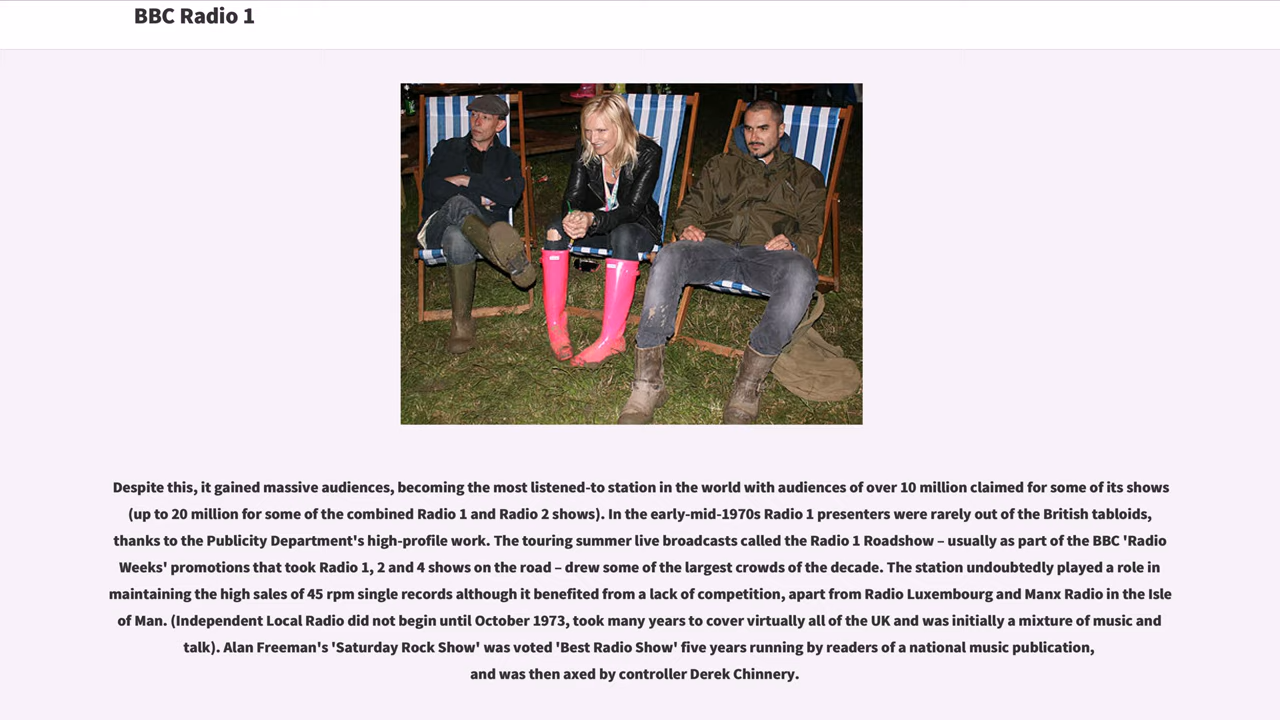 BBC Radio 1
Despite this, it gained massive audiences, becoming the most listened-to station in the world with audiences of over 10 million claimed for some of its shows
(up to 20 million for some of the combined Radio 1 and Radio 2 shows). In the early-mid-1970s Radio 1 presenters were rarely out of the British tabloids,
thanks to the Publicity Department's high-profile work. The touring summer live broadcasts called the Radio 1 Roadshow – usually as part of the BBC 'Radio
Weeks' promotions that took Radio 1, 2 and 4 shows on the road – drew some of the largest crowds of the decade. The station undoubtedly played a role in
maintaining the high sales of 45 rpm single records although it benefited from a lack of competition, apart from Radio Luxembourg and Manx Radio in the Isle
of Man. (Independent Local Radio did not begin until October 1973, took many years to cover virtually all of the UK and was initially a mixture of music and
talk). Alan Freeman's 'Saturday Rock Show' was voted 'Best Radio Show' five years running by readers of a national music publication,
and was then axed by controller Derek Chinnery.